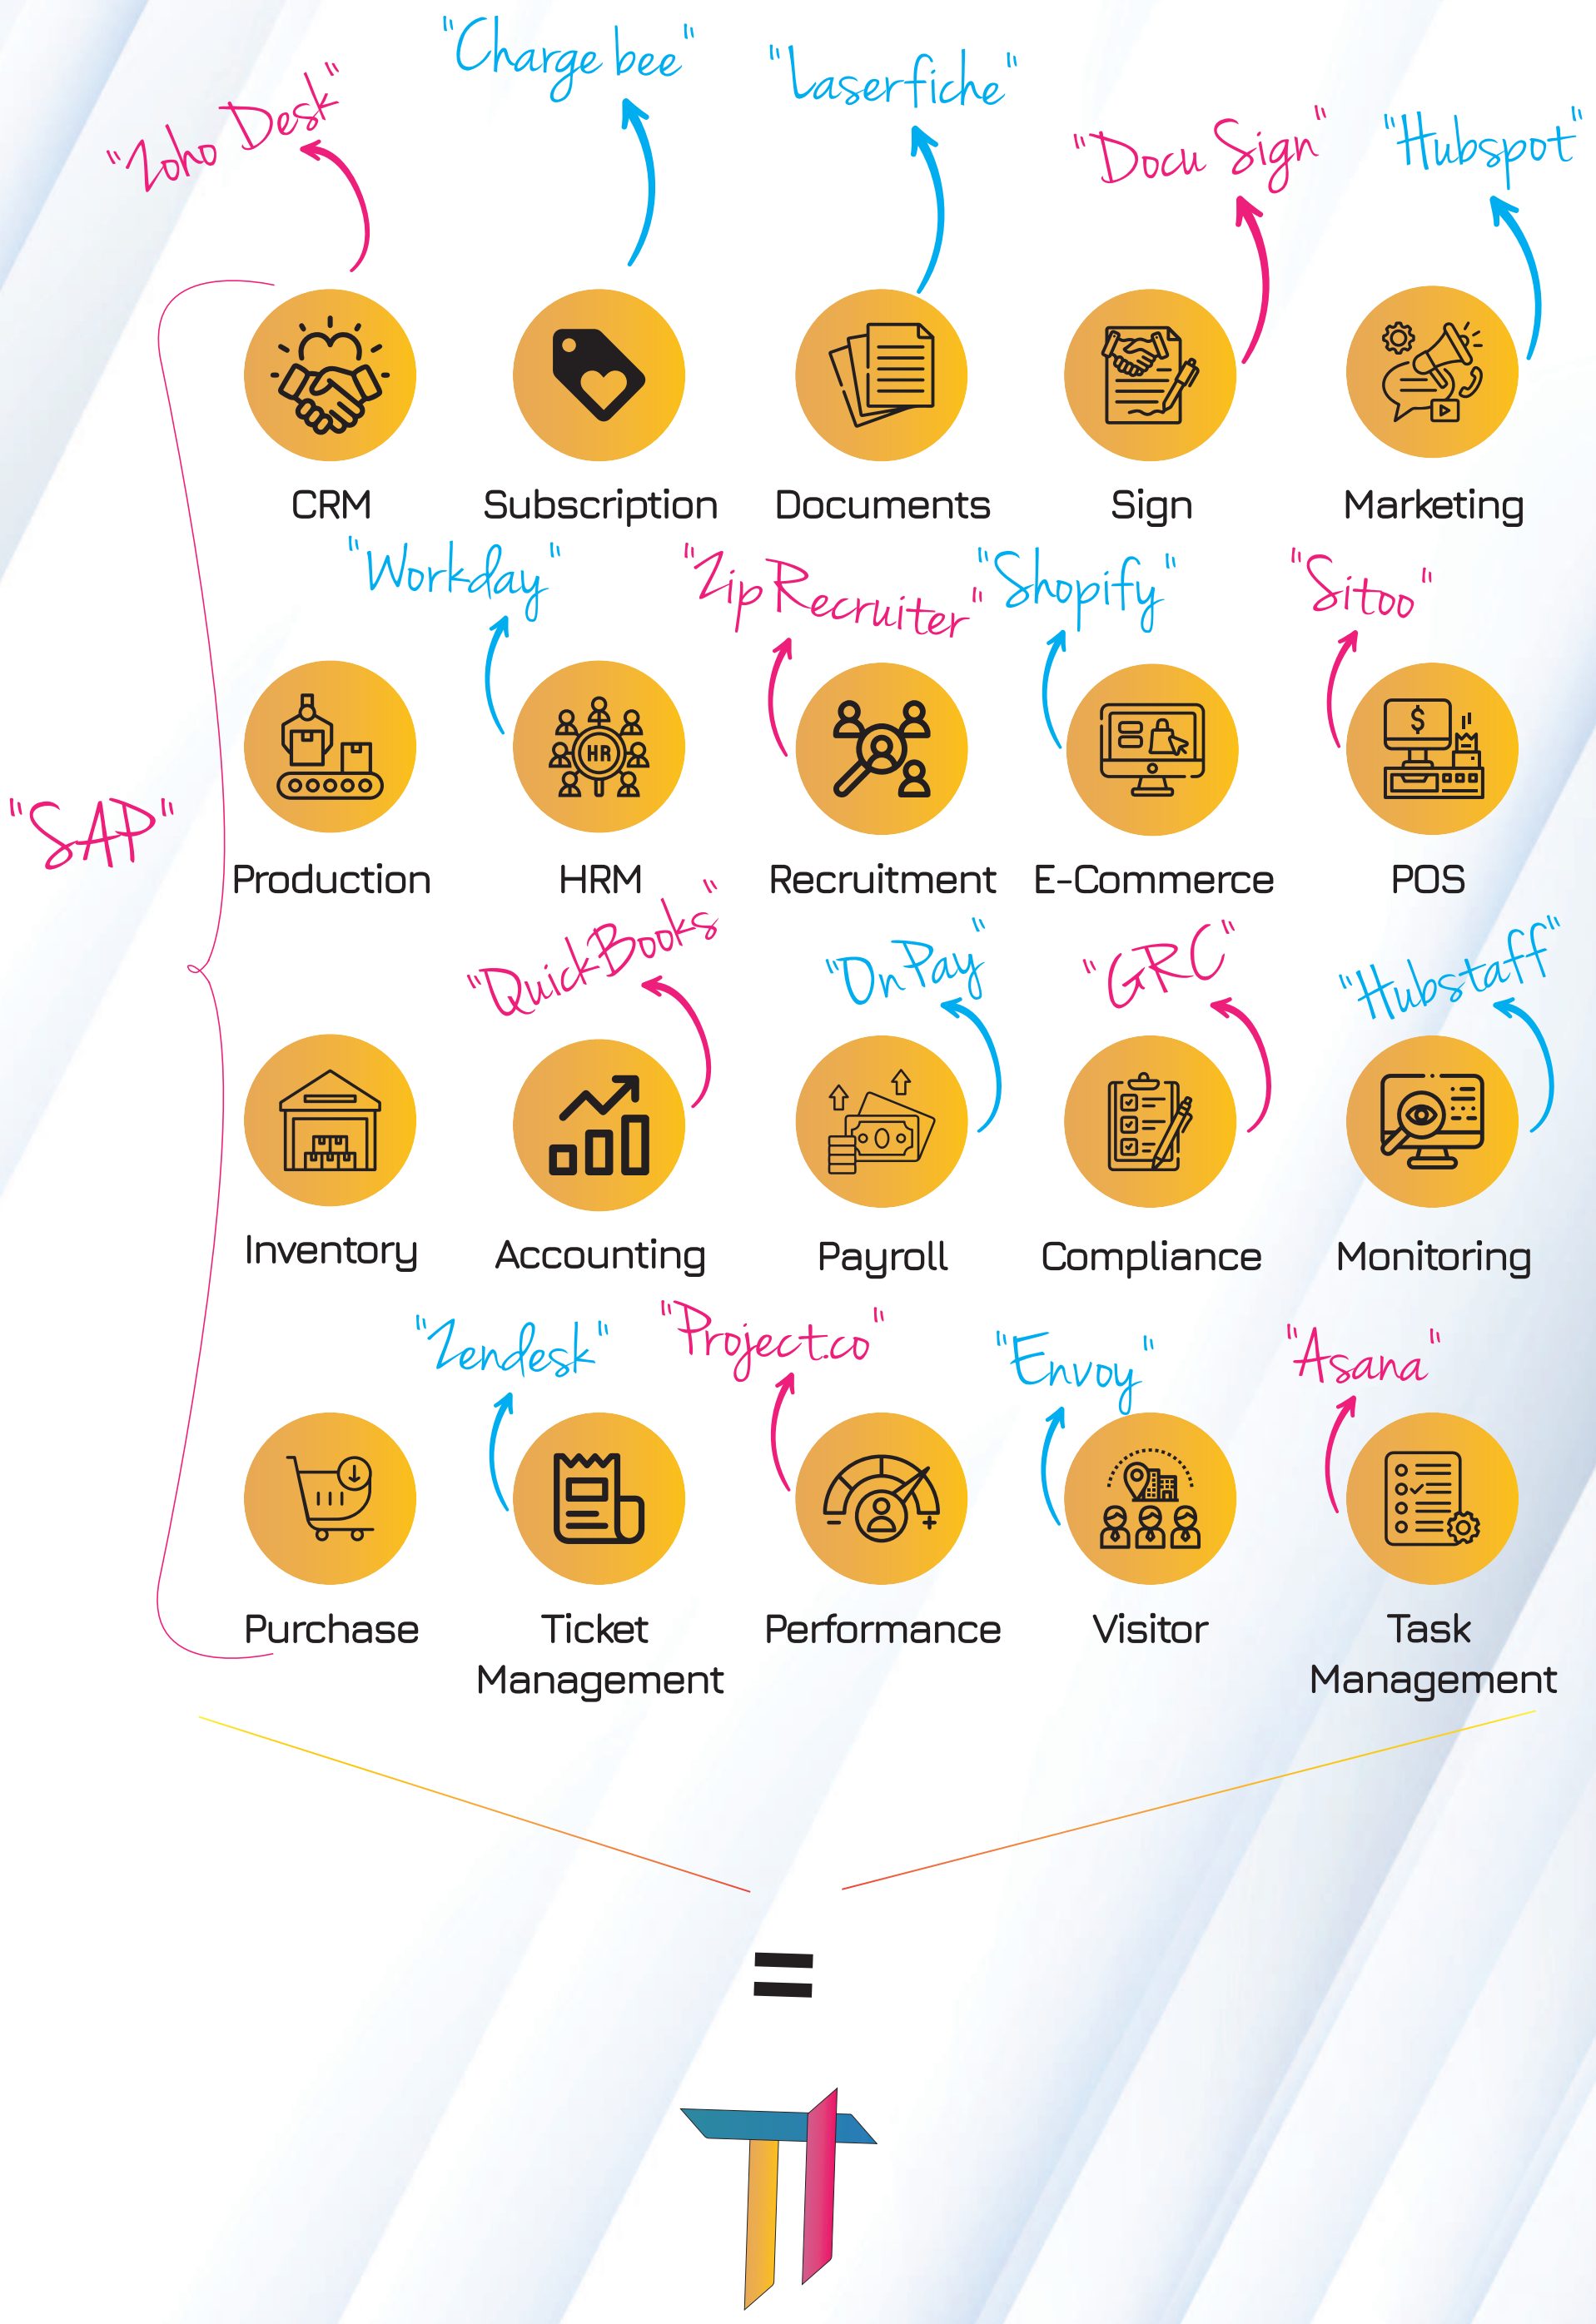 "Zoho Desk"
"Charge bee"
"Laserfiche"
"Docu Sign"
"Hubspot"
CRM
Subscription
Documents
Sign
Marketing
"Workday"
"Zip Recruiter"
"Shopify"
"Sitoo"
HR
$
"SAP"
Production
HRM
Recruitment
E-Commerce
POS
"QuickBooks"
"OnPay"
"GRC"
"Hubstaff"
Inventory
Accounting
Payroll
Compliance
Monitoring
"Zendesk"
"Project.co"
"Envoy"
"Asana"
Purchase
Ticket
Management
Performance
Visitor
Task
Management
=